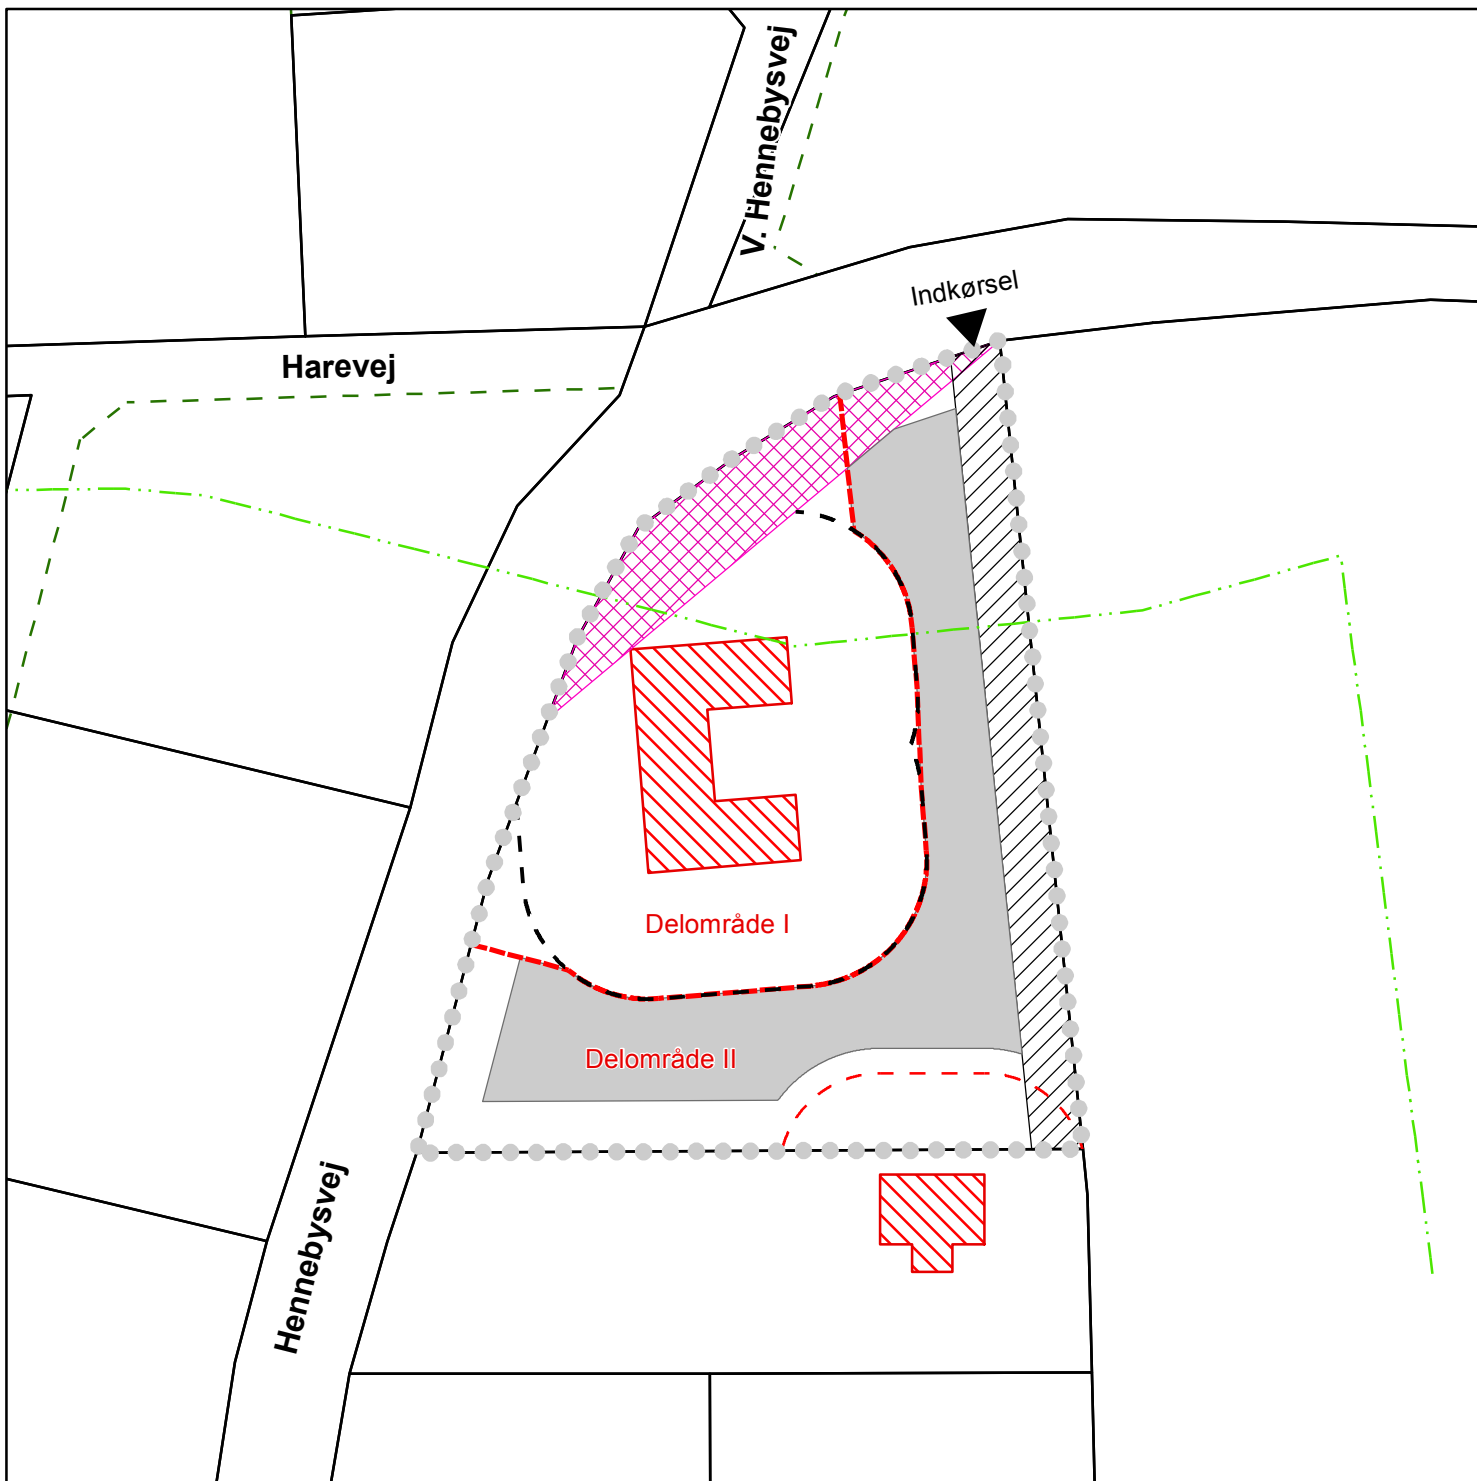 V. Hennebysvej
Indkørsel
Harevej
Delområde I
Delområde II
Hennebysvej